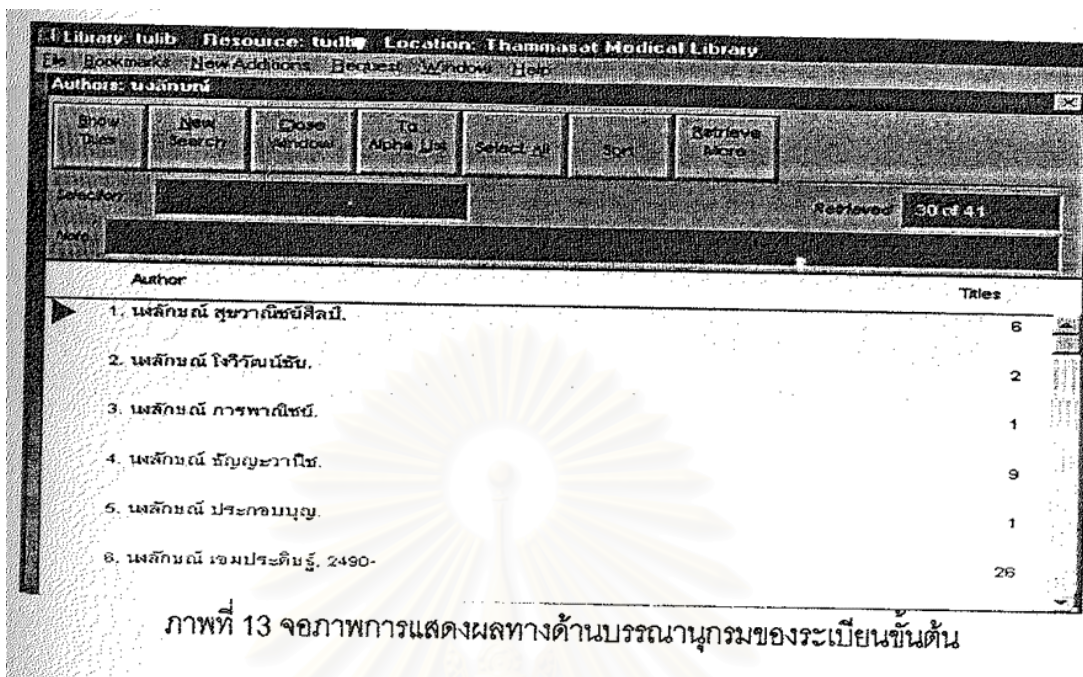 Library: tulib Resource: tudb Location: Thammasat Medical Library
File Bookmarks New Additions Request Window Help
Authors: นงลักษณ์
Show Titles New Search Close Window To Alpha List Select All Sort Retrieve More
Selection Retrieved 30 of 41
Note
Author Titles
1. นงลักษณ์ สุขวาณิชย์ศิลป์. 6
2. นงลักษณ์ โงวิวัฒน์ชัย. 2
3. นงลักษณ์ การพาณิชย์. 1
4. นงลักษณ์ ธัญญะวานิช. 9
5. นงลักษณ์ ประกอบบุญ. 1
6. นงลักษณ์ เอมประดิษฐ์, 2490- 26
ภาพที่ 13 จอภาพการแสดงผลทางด้านบรรณานุกรมของระเบียนขั้นต้น